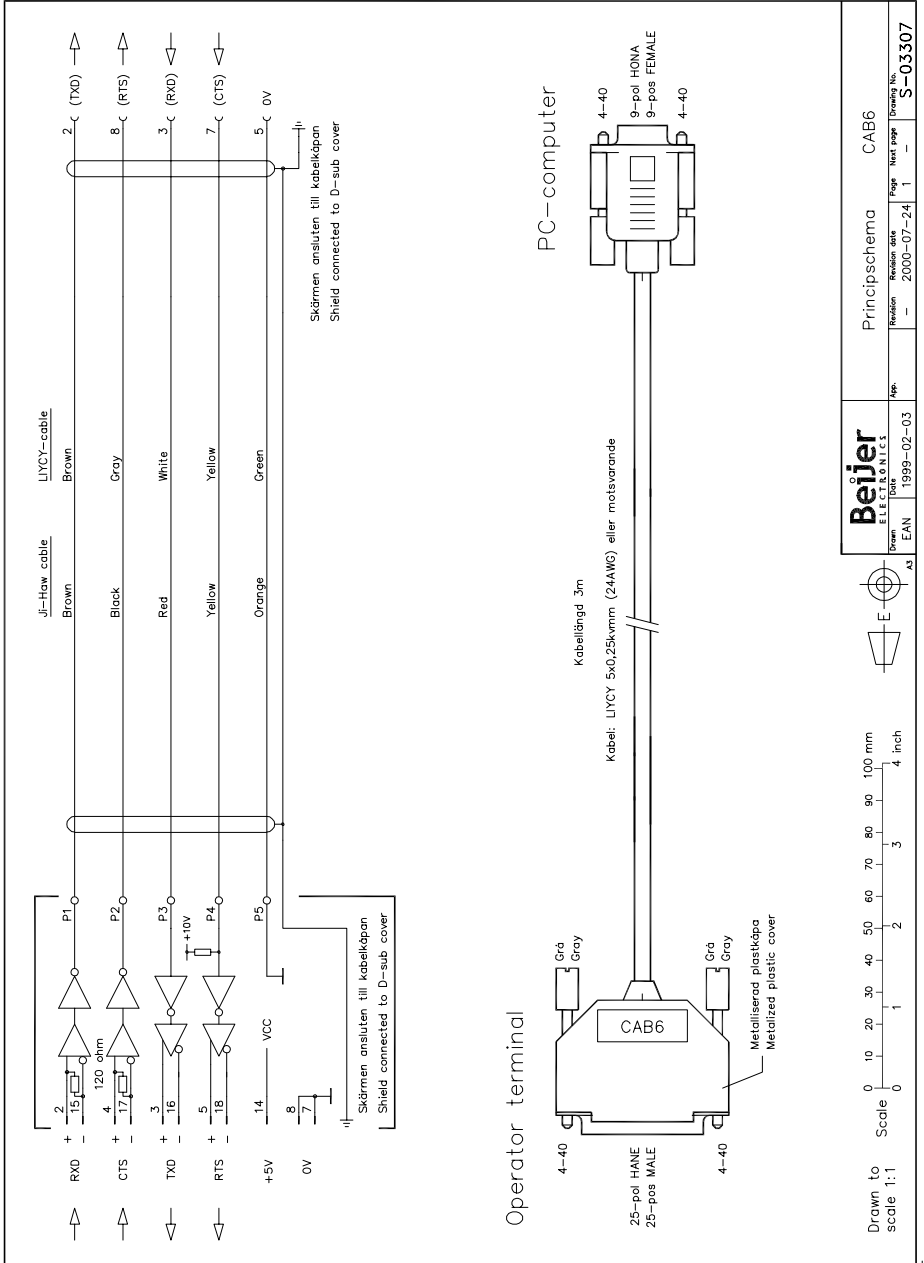 Ji-Haw cable
LIYCY-cable
RXD + 2 P1 Brown Brown 2 (TXD)
- 15
120 ohm
CTS + 4 P2 Black Gray 8 (RTS)
- 17
TXD + 3 P3 Red White 3 (RXD)
- 16
+10V
RTS + 5 P4 Yellow Yellow 7 (CTS)
- 18
+5V 14 VCC P5 Orange Green 5 0V
0V 8
7
Skärmen ansluten till kabelkåpan
Shield connected to D-sub cover
Skärmen ansluten till kabelkåpan
Shield connected to D-sub cover
Operator terminal
PC-computer
4-40
25-pol HANE
25-pos MALE
4-40
Grå
Gray
CAB6
Grå
Gray
Metalliserad plastkåpa
Metalized plastic cover
Kabellängd 3m
Kabel: LIYCY 5x0,25kvmm (24AWG) eller motsvarande
4-40
9-pol HONA
9-pos FEMALE
4-40
Drawn to
scale 1:1
Scale
0 10 20 30 40 50 60 70 80 90 100 mm
0 1 2 3 4 inch
E
A3
Beijer
ELECTRONICS
Principschema
CAB6
Drawn EAN
Date 1999-02-03
App.
Revision -
Revision date 2000-07-24
Page 1
Next page -
Drawing No. S-03307